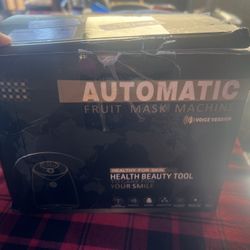 AUTOMATIC
FRUIT MASK MACHINE
VOICE VERSION
HEALTHY FOR SKIN
HEALTH BEAUTY TOOL
YOUR SMILE